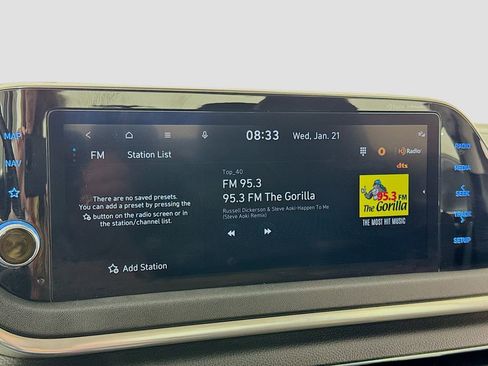 08:33 Wed, Jan. 21
MAP
NAV
FM Station List
HD Radio
dts
RADIO
MEDIA
SEEK
TRACK
SETUP
There are no saved presets.
You can add a preset by pressing the
button on the radio screen or in
the station/channel list.
Add Station
Top_40
FM 95.3
95.3 FM The Gorilla
Russell Dickerson & Steve Aoki-Happen To Me
(Steve Aoki Remix)
95.3 FM
The Gorilla
THE MOST HIT MUSIC